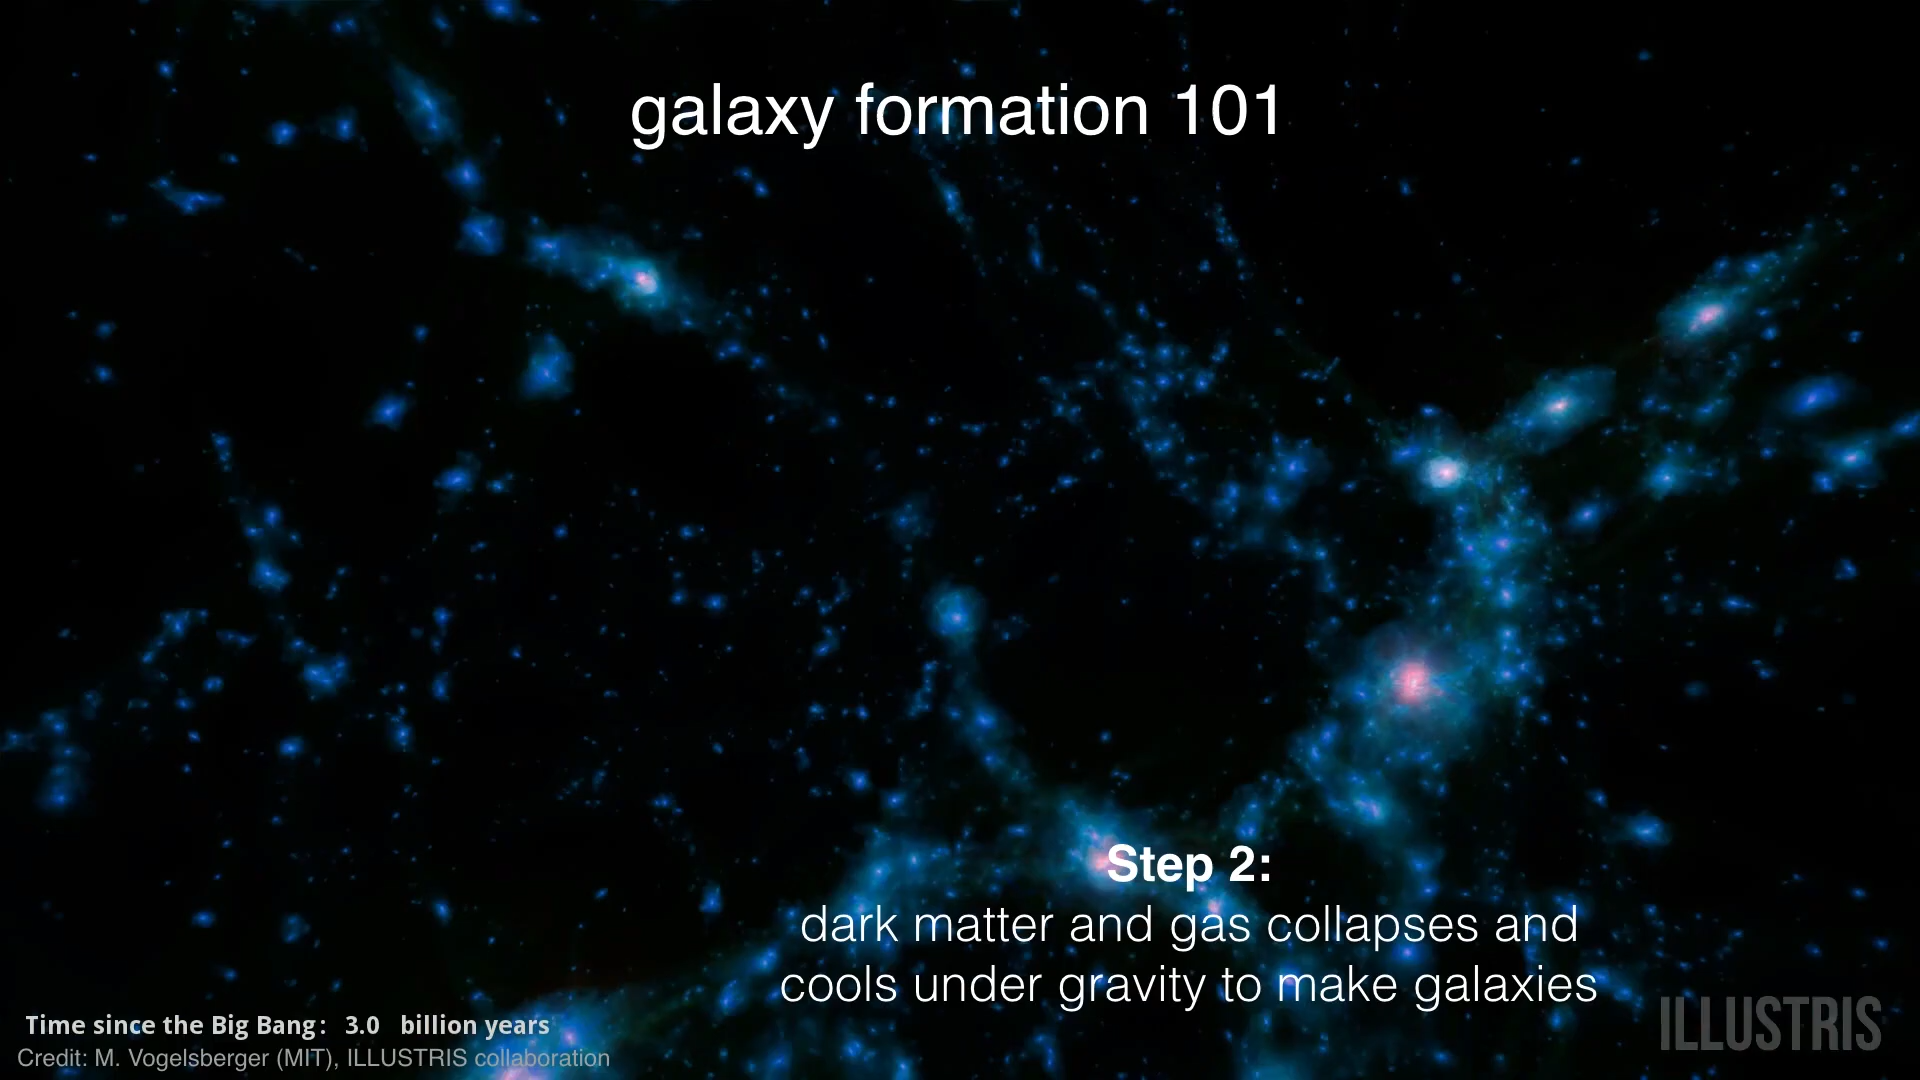 galaxy formation 101
Step 2:
dark matter and gas collapses and
cools under gravity to make galaxies
Time since the Big Bang: 3.0 billion years
Credit: M. Vogelsberger (MIT), ILLUSTRIS collaboration
ILLUSTRIS